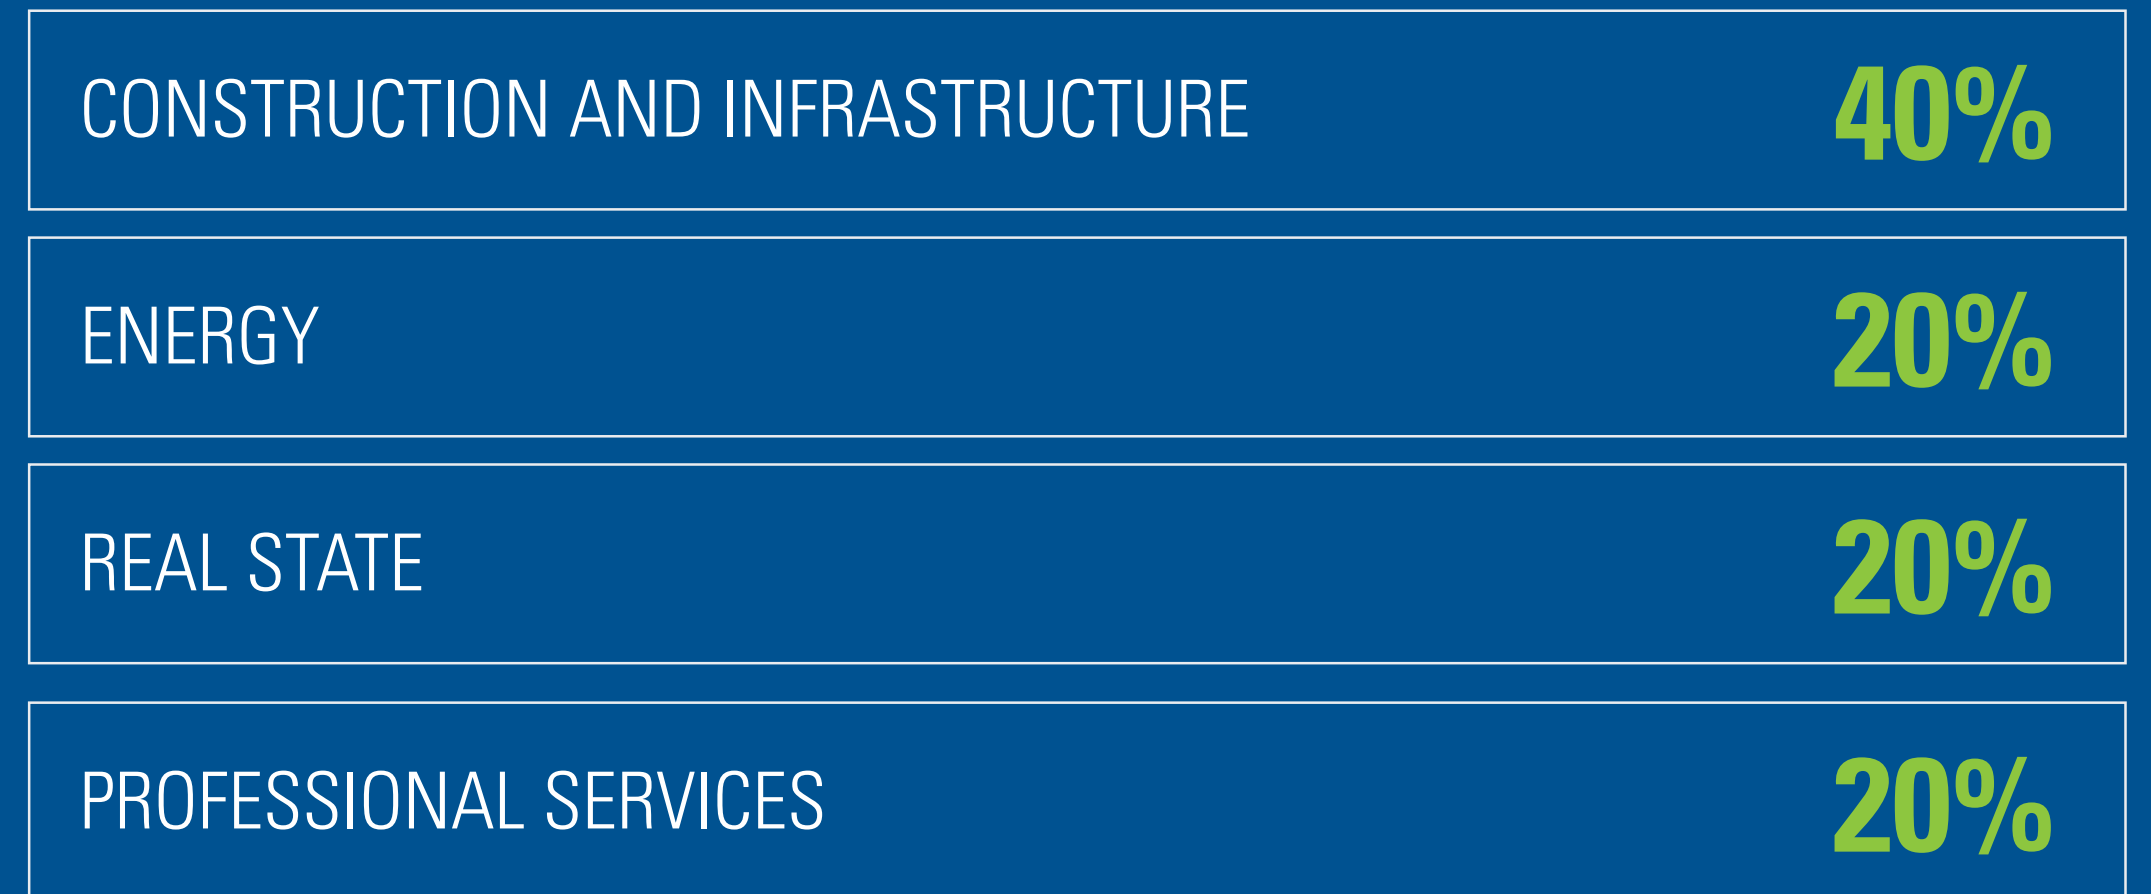 CONSTRUCTION AND INFRASTRUCTURE 40%
ENERGY 20%
REAL STATE 20%
PROFESSIONAL SERVICES 20%